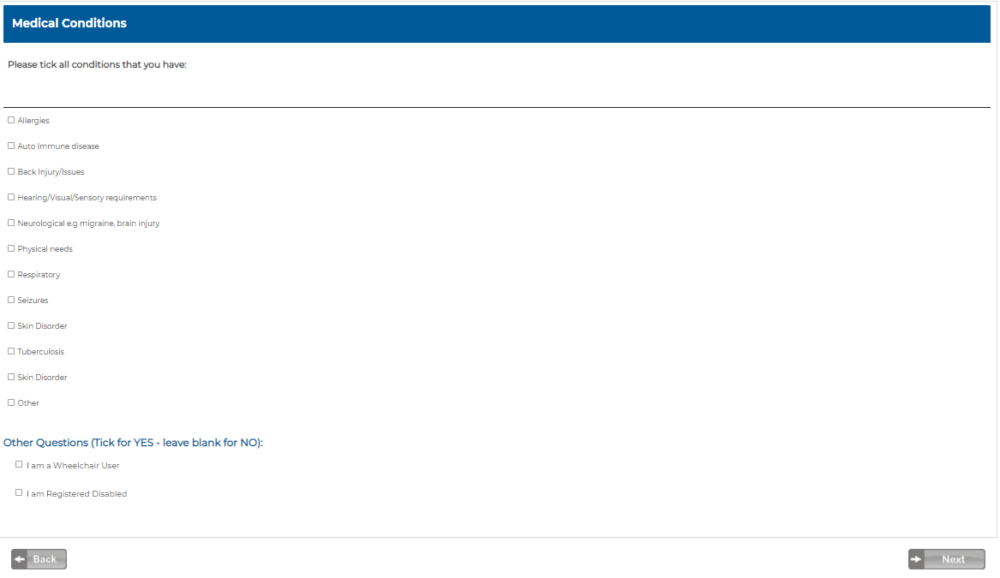 Medical Conditions
Please tick all conditions that you have:
Allergies
Auto Immune disease
Back Injury/Issues
Hearing/Visual/Sensory requirements
Neurological e.g migraine, brain injury
Physical needs
Respiratory
Seizures
Skin Disorder
Tuberculosis
Skin Disorder
Other
Other Questions (Tick for YES - leave blank for NO):
I am a Wheelchair User
I am Registered Disabled
Back
Next